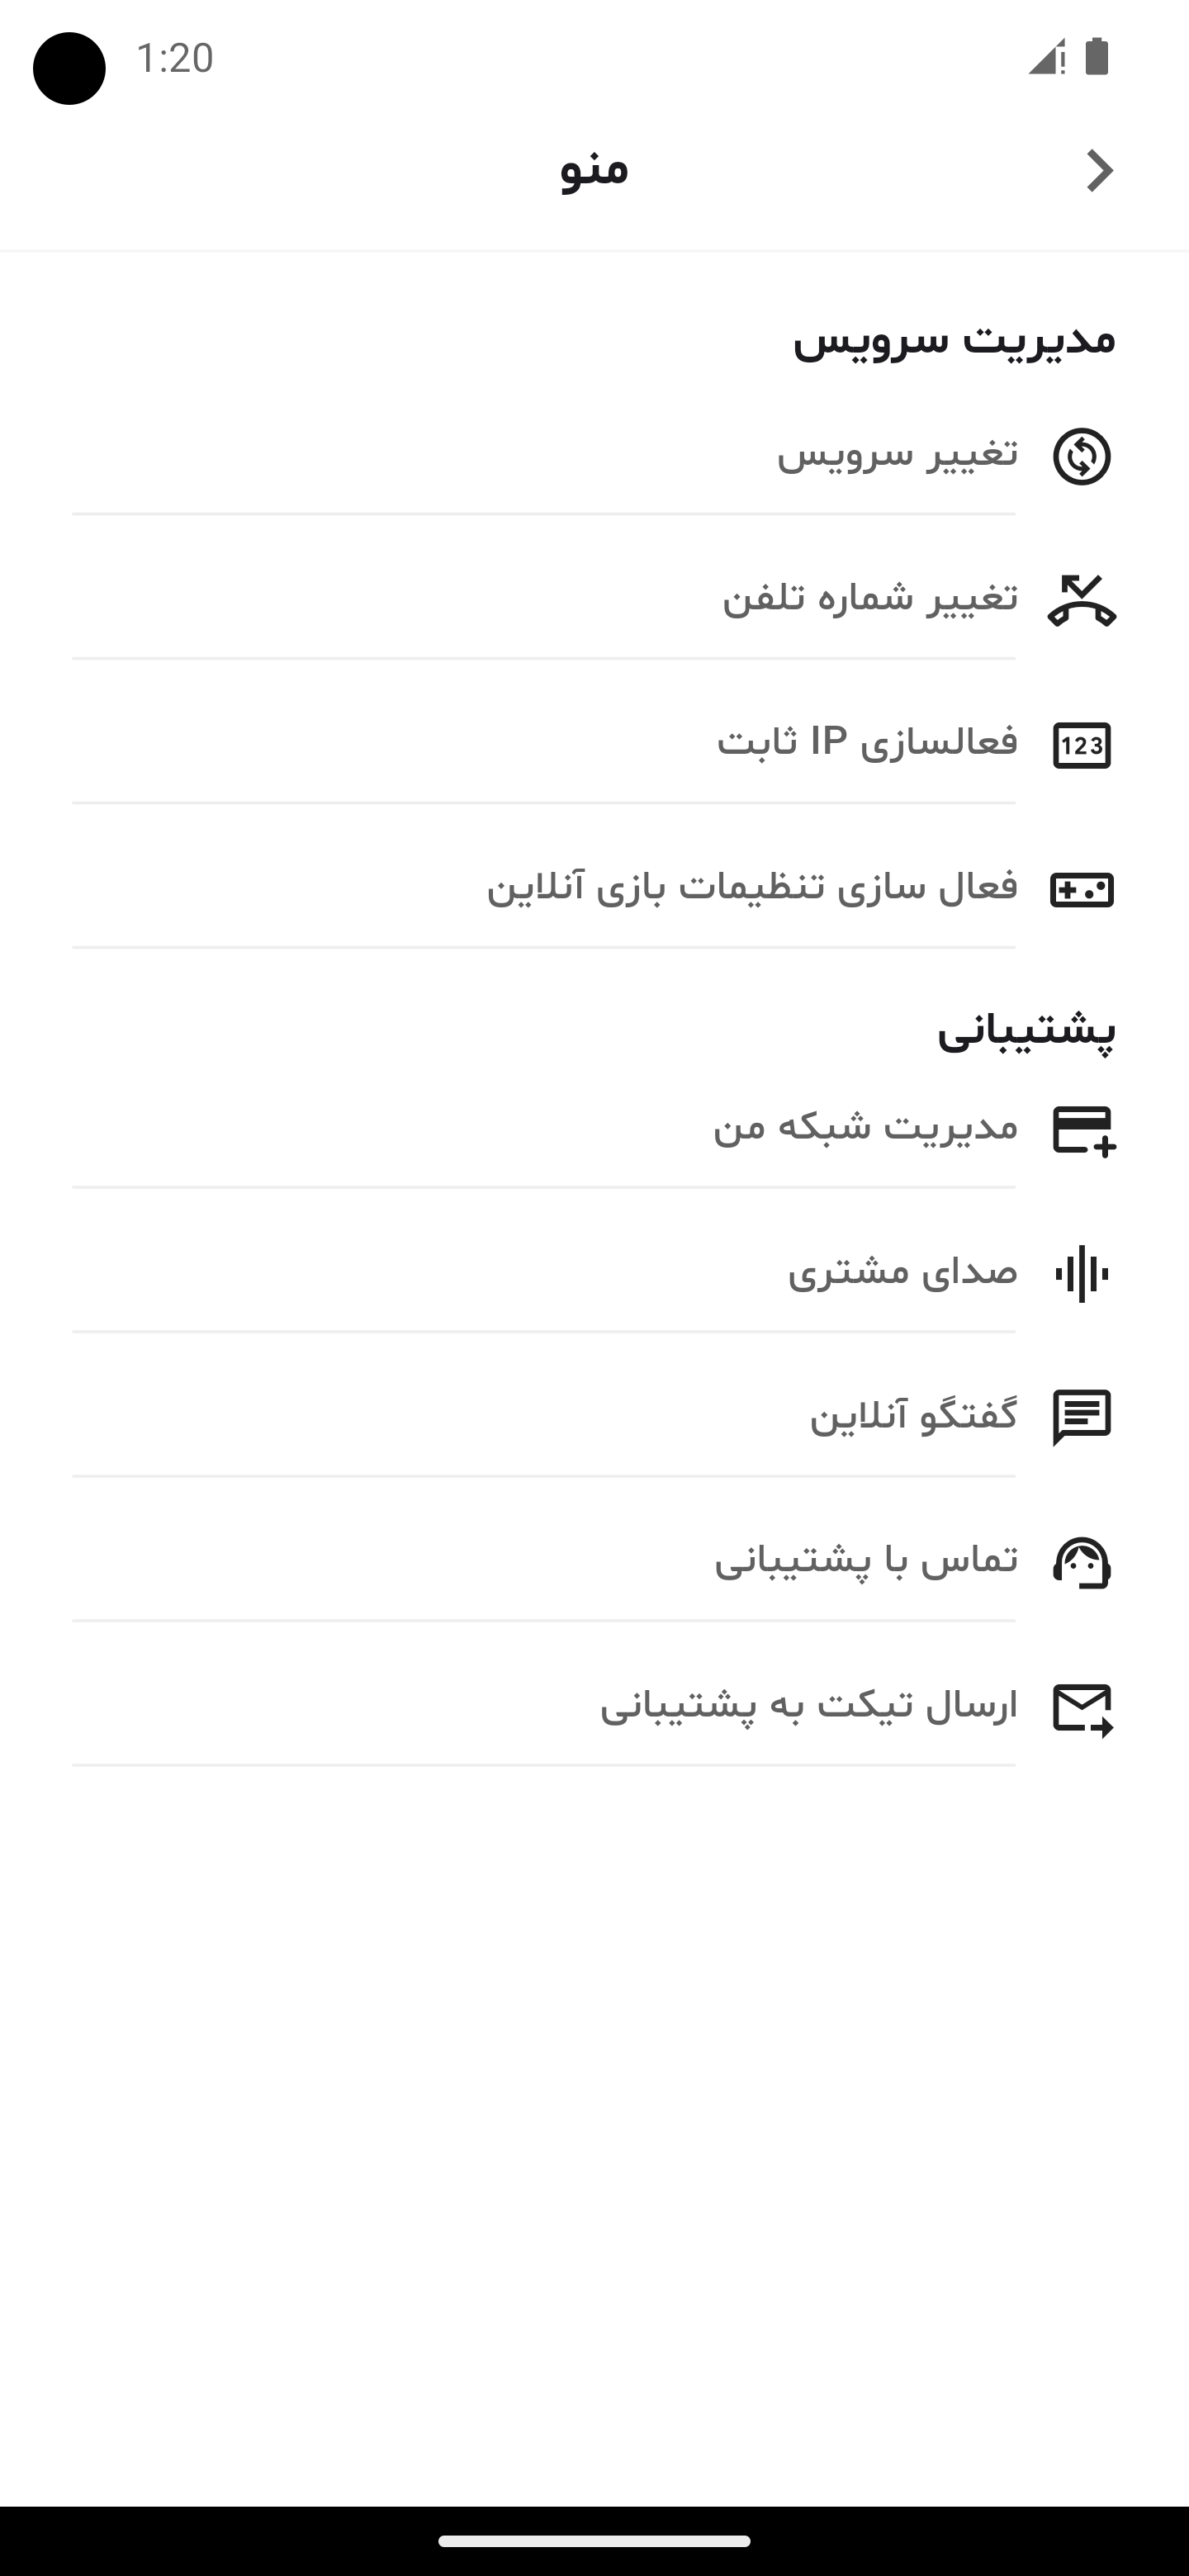 1:20
منو
مدیریت سرویس
تغییر سرویس
تغییر شماره تلفن
123
فعالسازی IP ثابت
فعال سازی تنظیمات بازی آنلاین
پشتیبانی
مدیریت شبکه من
صدای مشتری
گفتگو آنلاین
تماس با پشتیبانی
ارسال تیکت به پشتیبانی